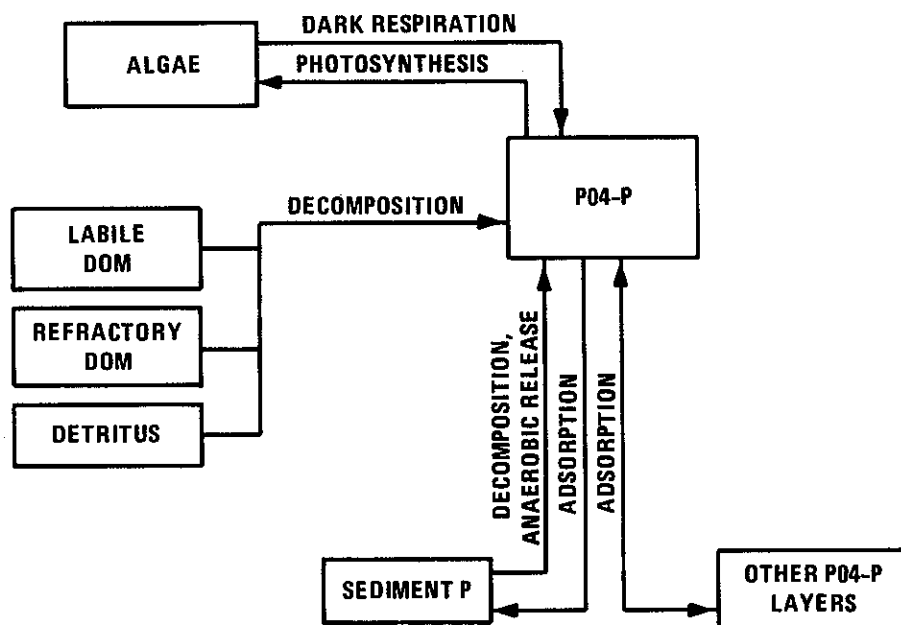 DARK RESPIRATION
ALGAE
PHOTOSYNTHESIS
P04-P
DECOMPOSITION
LABILE
DOM
REFRACTORY
DOM
DETRITUS
DECOMPOSITION,
ANAEROBIC RELEASE
ADSORPTION
ADSORPTION
SEDIMENT P
OTHER P04-P
LAYERS